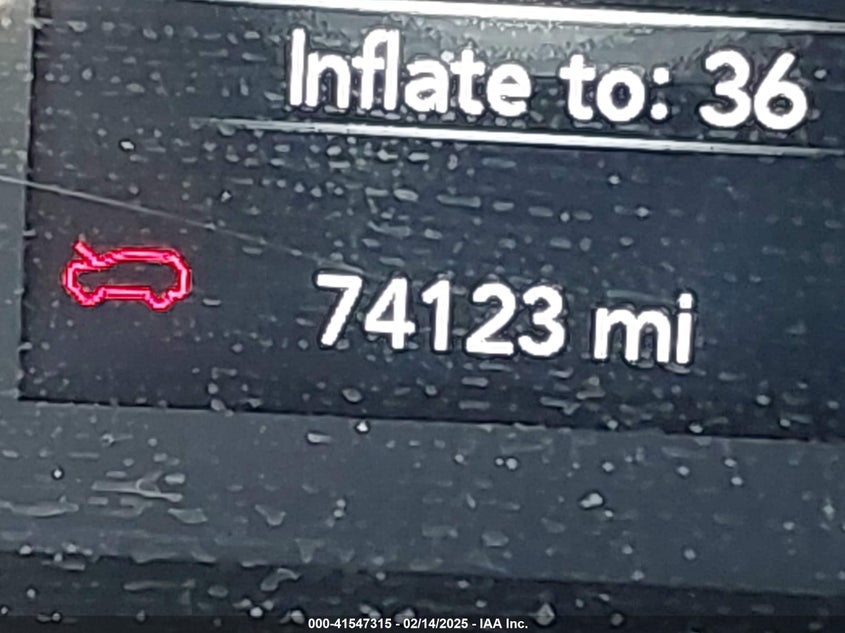 Inflate to: 36
74123 mi
000-41547315 - 02/14/2025 - IAA Inc.